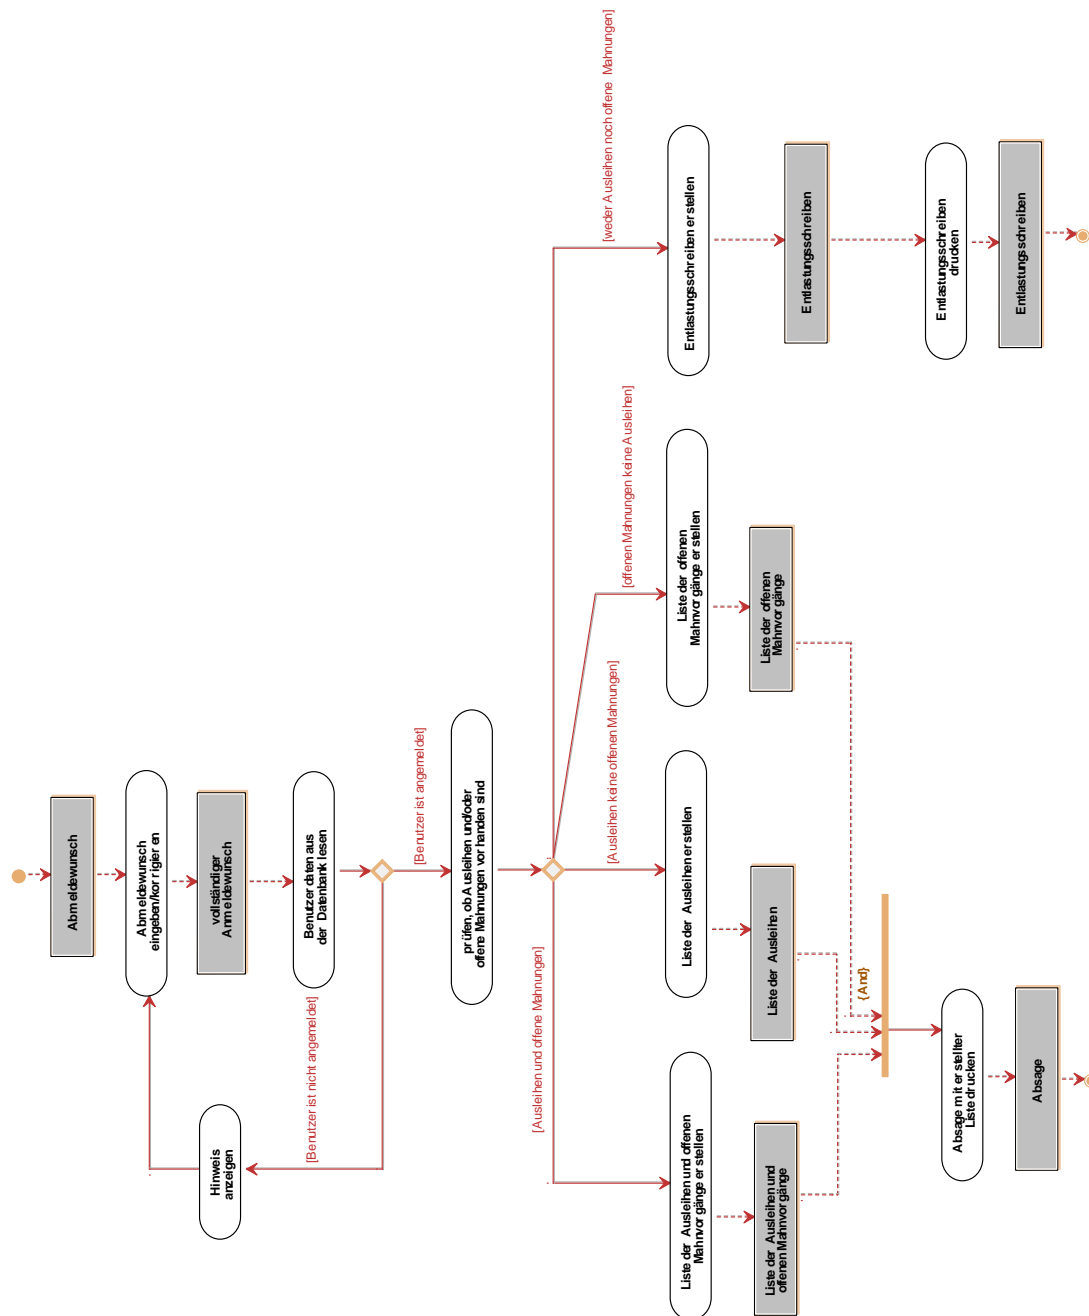 Abmeldewunsch
Abmeldewunsch
eingeben/korrigieren
vollständiger
Anmeldewunsch
Benutzerdaten aus
der Datenbank lesen
[Benutzer ist nicht angemeldet]
Hinweis
anzeigen
[Benutzer ist angemeldet]
prüfen, ob Ausleihen und/oder
offene Mahnungen vorhanden sind
[Ausleihen und offene Mahnungen]
[Ausleihen keine offenen Mahnungen]
[offenen Mahnungen keine Ausleihen]
[weder Ausleihen noch offene Mahnungen]
Liste der Ausleihen und offenen
Mahnvorgänge erstellen
Liste der Ausleihen erstellen
Liste der offenen
Mahnvorgänge erstellen
Entlastungsschreiben erstellen
Liste der Ausleihen und
offenen Mahnvorgänge
Liste der Ausleihen
Liste der offenen
Mahnvorgänge
Entlastungsschreiben
{And}
Absage mit erstellter
Liste drucken
Entlastungsschreiben
drucken
Absage
Entlastungsschreiben